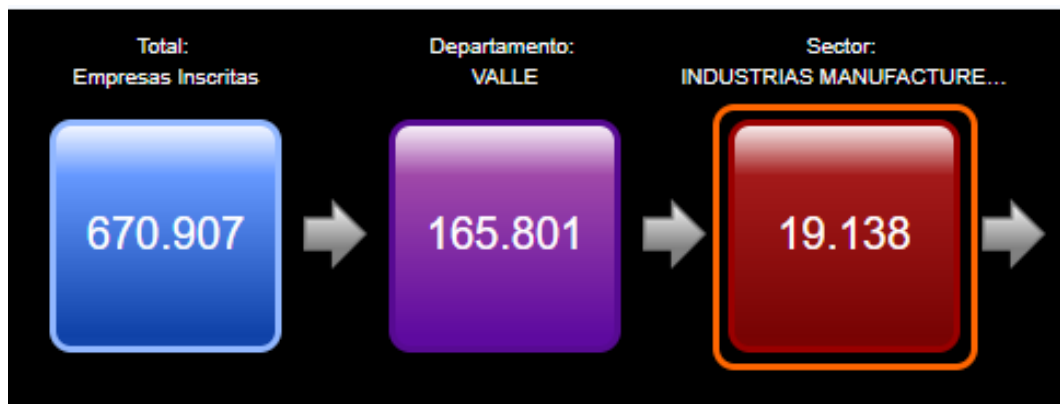 Total:
Empresas Inscritas
Departamento:
VALLE
Sector:
INDUSTRIAS MANUFACTURE...
670.907
165.801
19.138